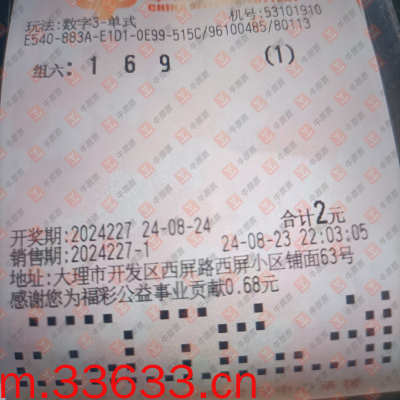 CHINA
玩法:数字3-单式 机号:53101910
E540-883A-E1D1-0E99-515C/96100485/80113
组六: 1 6 9 (1)
合计2元
开奖期:2024227 24-08-24
销售期:2024227-1 24-08-23 22:03:05
地址:大理市开发区西屏路西屏小区铺面63号
感谢您为福彩公益事业贡献0.68元
m.33633.cn